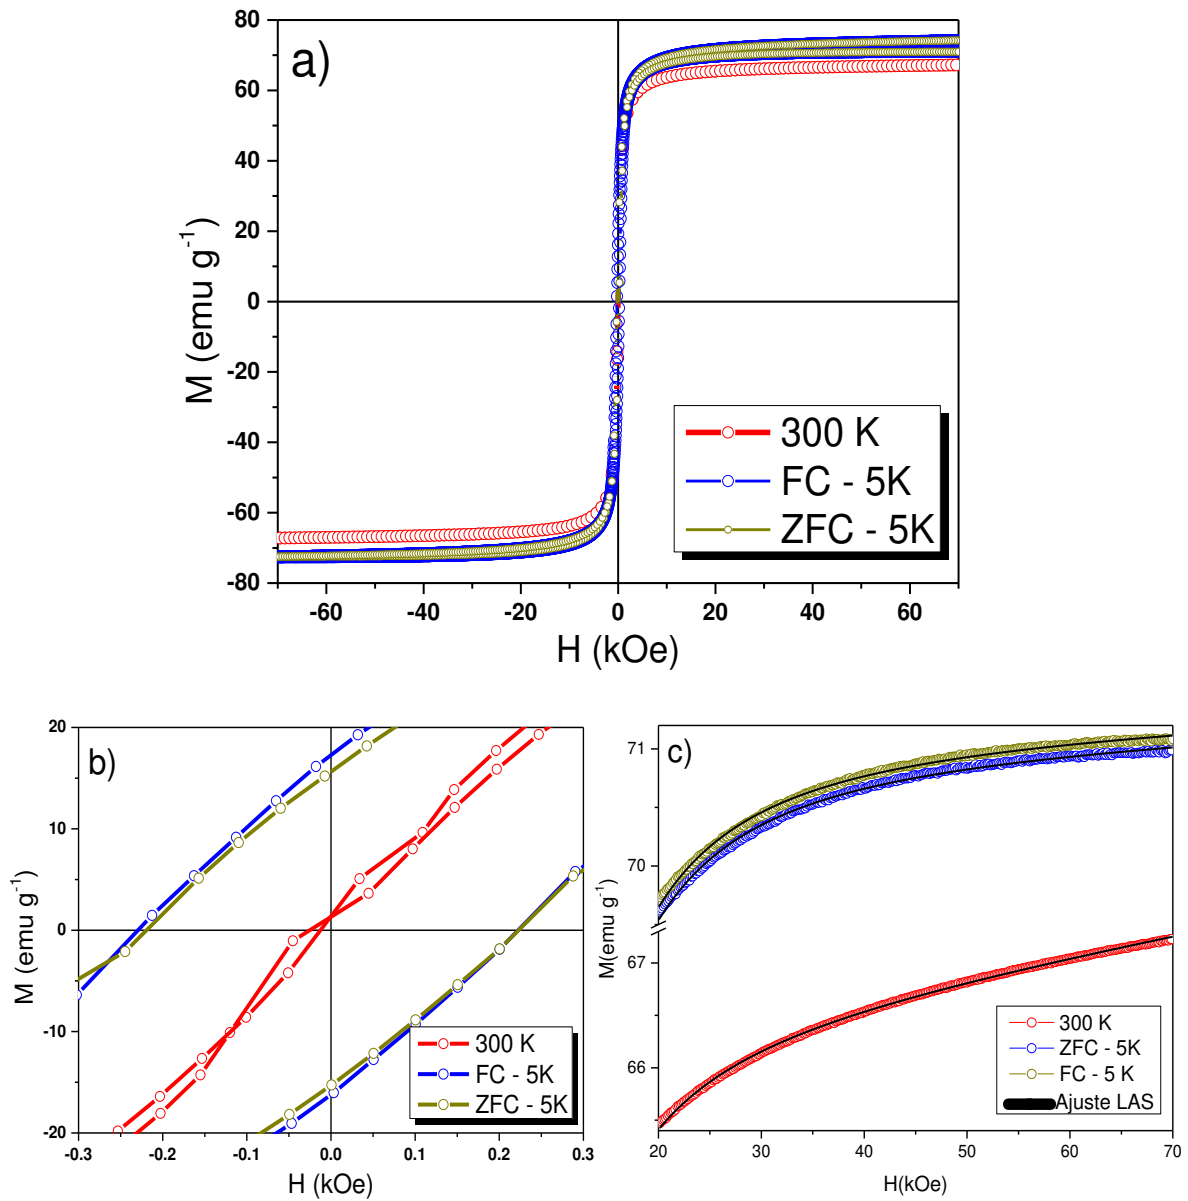 a)
80
60
40
20
0
-20
-40
-60
-80
M (emu g⁻¹)
-60 -40 -20 0 20 40 60
H (kOe)
300 K
FC - 5K
ZFC - 5K
b)
20
10
0
-10
-20
M (emu g⁻¹)
-0.3 -0.2 -0.1 0.0 0.1 0.2 0.3
H (kOe)
300 K
FC - 5K
ZFC - 5K
c)
71
70
67
66
M(emu g⁻¹)
20 30 40 50 60 70
H(kOe)
300 K
ZFC - 5K
FC - 5 K
Ajuste LAS